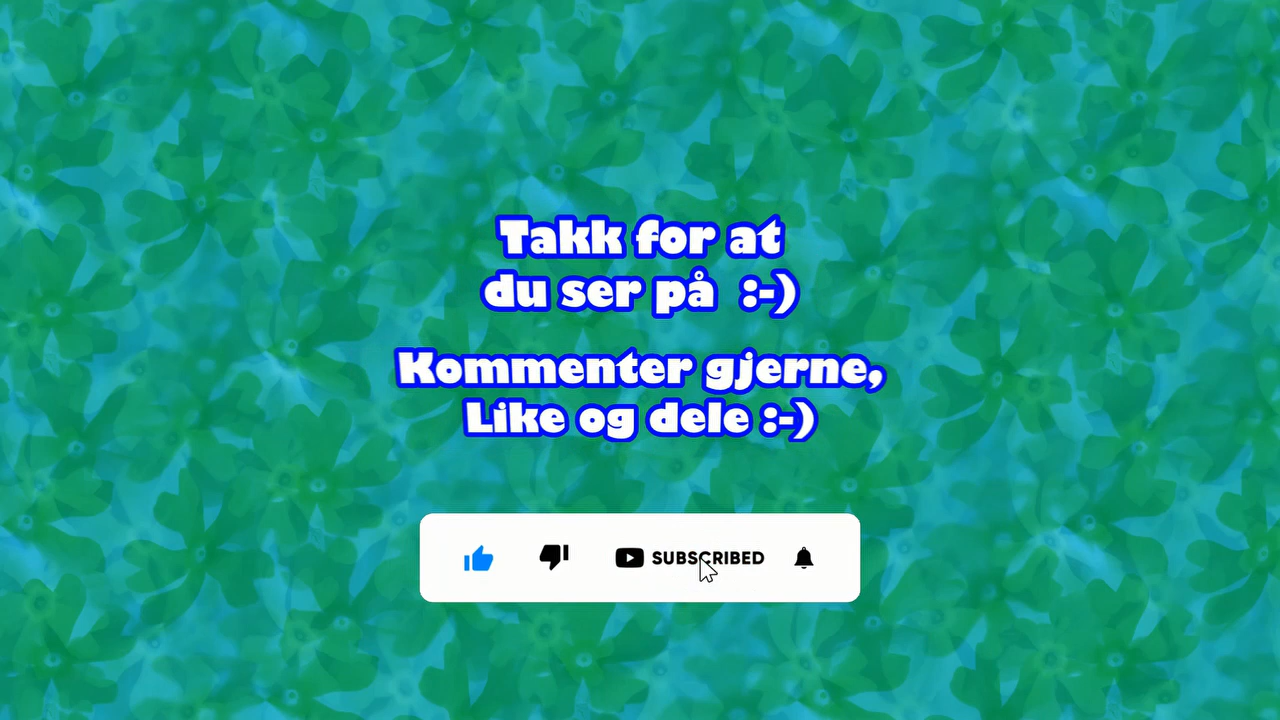 Takk for at
du ser på :-)
Kommenter gjerne,
Like og dele :-)
SUBSCRIBED